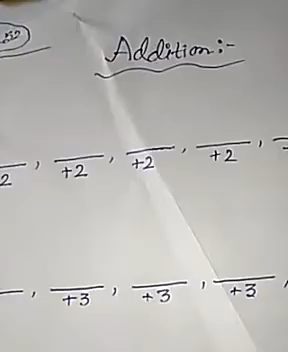 Addition:-
2, +2, +2, +2,
, +3, +3, +3,